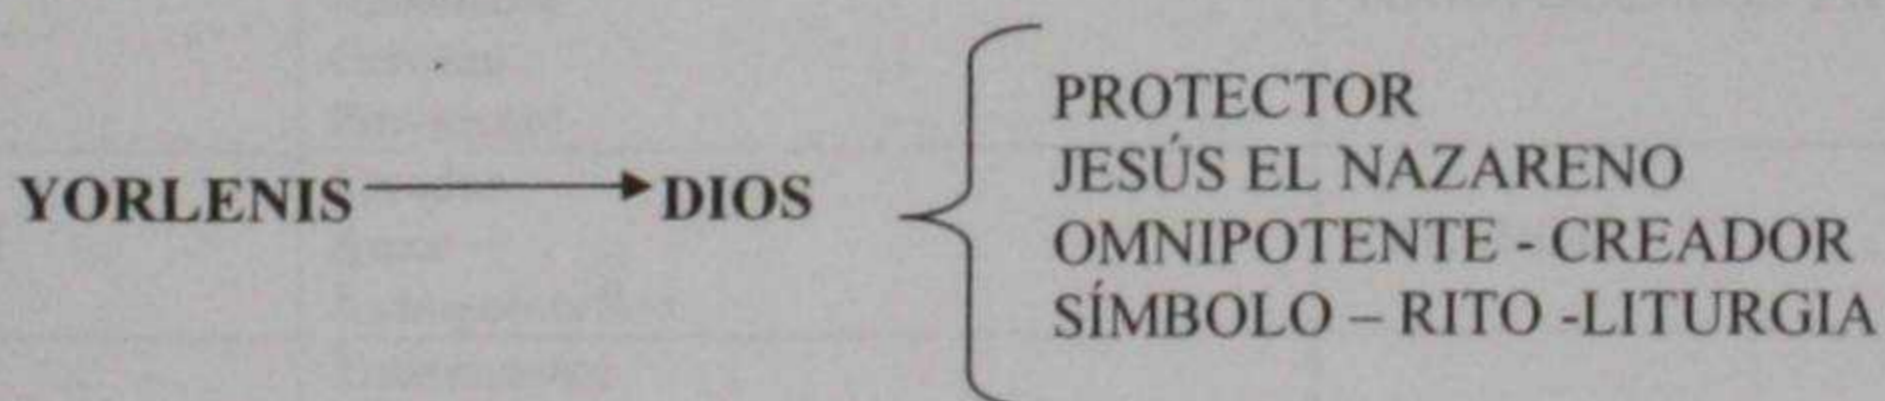 YORLENIS DIOS
PROTECTOR
JESÚS EL NAZARENO
OMNIPOTENTE - CREADOR
SÍMBOLO – RITO -LITURGIA